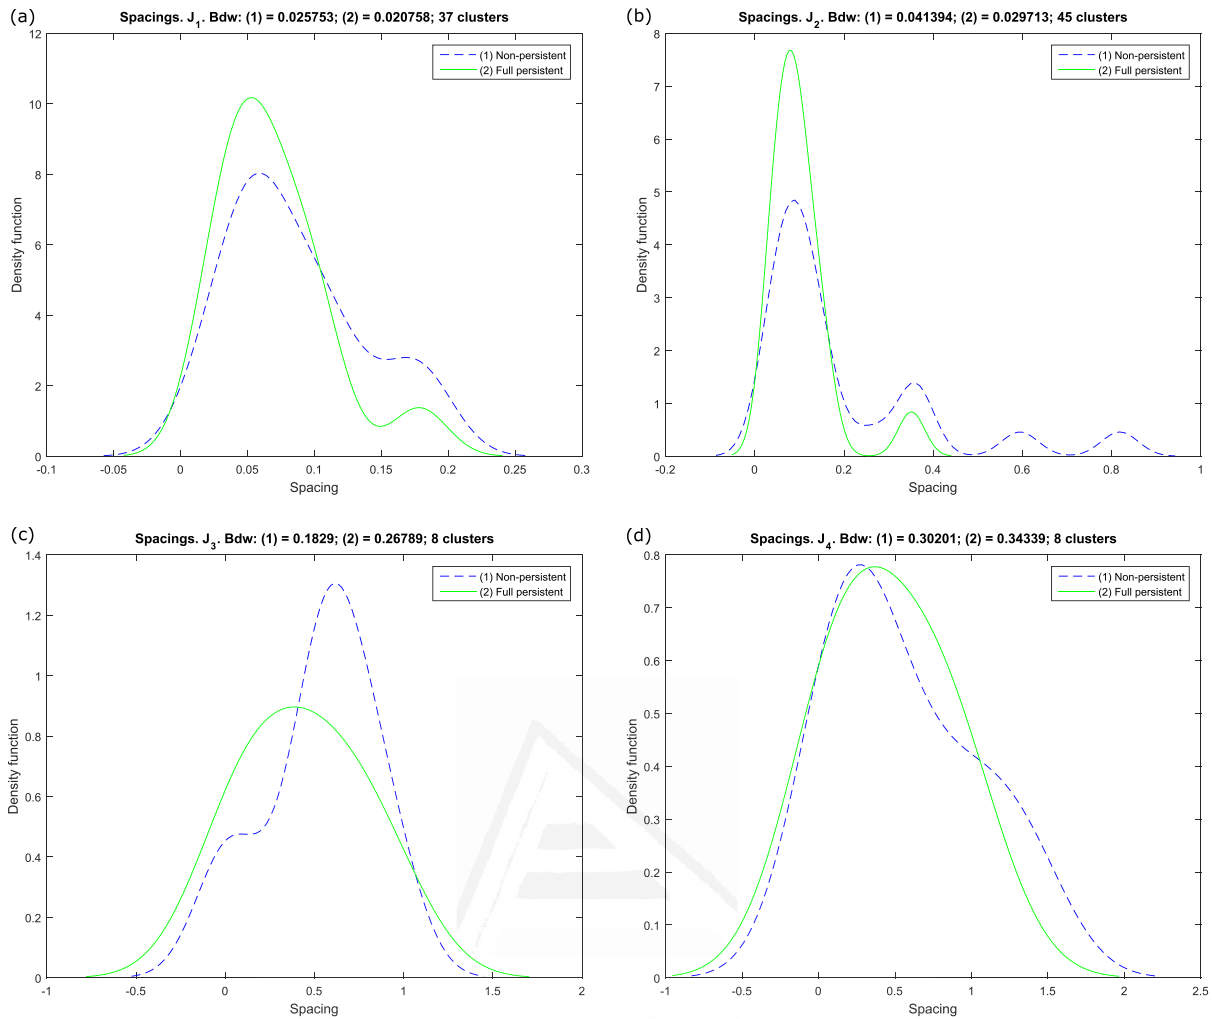 (a)
Spacings. J1. Bdw: (1) = 0.025753; (2) = 0.020758; 37 clusters
12
10
8
6
4
2
0
Density function
(1) Non-persistent
(2) Full persistent
-0.1
-0.05
0
0.05
0.1
0.15
0.2
0.25
0.3
Spacing
(b)
Spacings. J2. Bdw: (1) = 0.041394; (2) = 0.029713; 45 clusters
8
7
6
5
4
3
2
1
0
Density function
(1) Non-persistent
(2) Full persistent
-0.2
0
0.2
0.4
0.6
0.8
1
Spacing
(c)
Spacings. J3. Bdw: (1) = 0.1829; (2) = 0.26789; 8 clusters
1.4
1.2
1
0.8
0.6
0.4
0.2
0
Density function
(1) Non-persistent
(2) Full persistent
-1
-0.5
0
0.5
1
1.5
2
Spacing
(d)
Spacings. J4. Bdw: (1) = 0.30201; (2) = 0.34339; 8 clusters
0.8
0.7
0.6
0.5
0.4
0.3
0.2
0.1
0
Density function
(1) Non-persistent
(2) Full persistent
-1
-0.5
0
0.5
1
1.5
2
2.5
Spacing